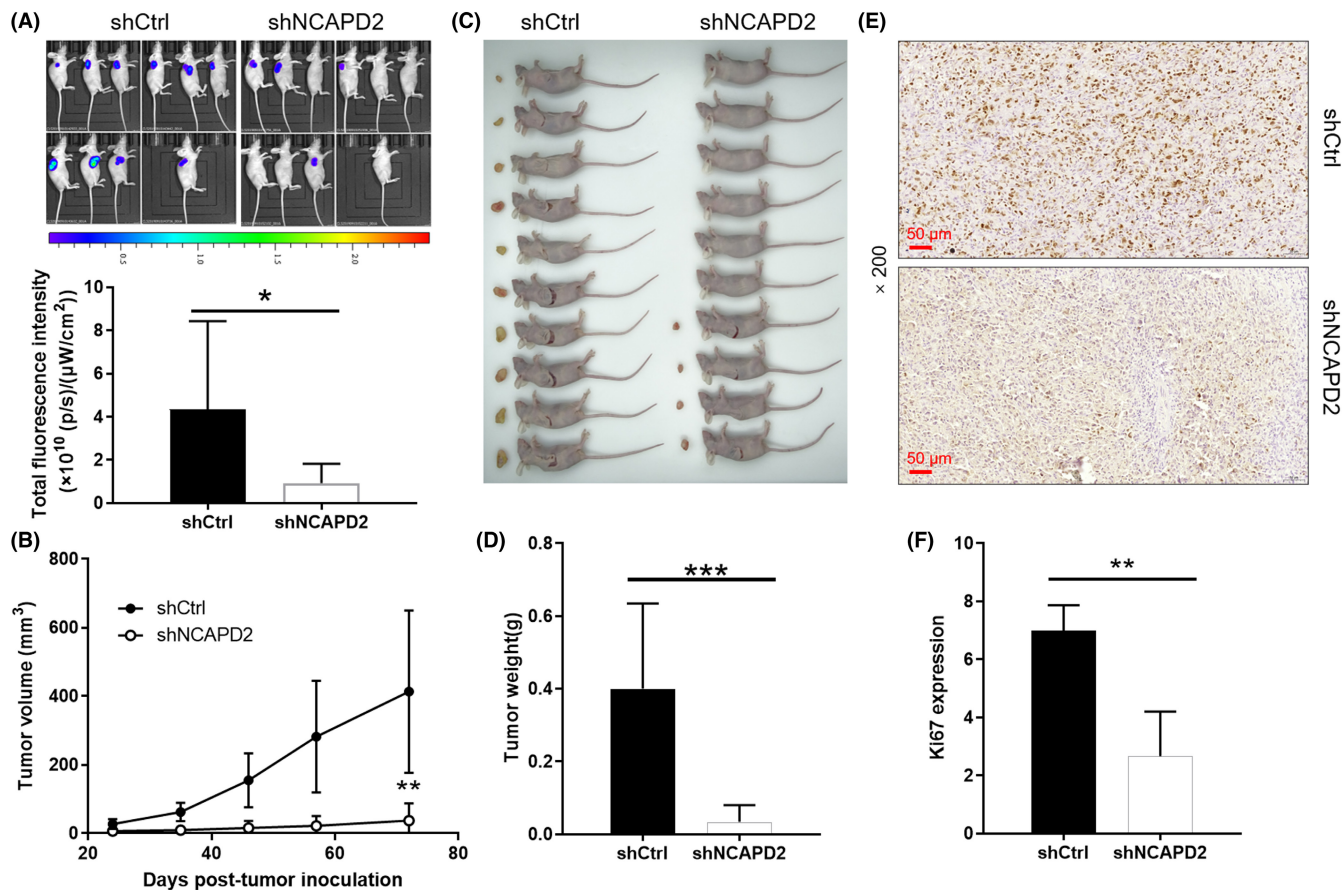 (A)
shCtrl
shNCAPD2
0.5
1.0
1.5
2.0
Total fluorescence intensity
(×10¹⁰ (p/s)/(µW/cm²))
10
8
6
4
2
0
*
shCtrl
shNCAPD2
(B)
Tumor volume (mm³)
800
600
400
200
0
shCtrl
shNCAPD2
**
20
40
60
80
Days post-tumor inoculation
(C)
shCtrl
shNCAPD2
(D)
Tumor weight(g)
0.8
0.6
0.4
0.2
0.0
***
shCtrl
shNCAPD2
(E)
200 ×
50 µm
shCtrl
50 µm
shNCAPD2
(F)
Ki67 expression
10
8
6
4
2
0
**
shCtrl
shNCAPD2